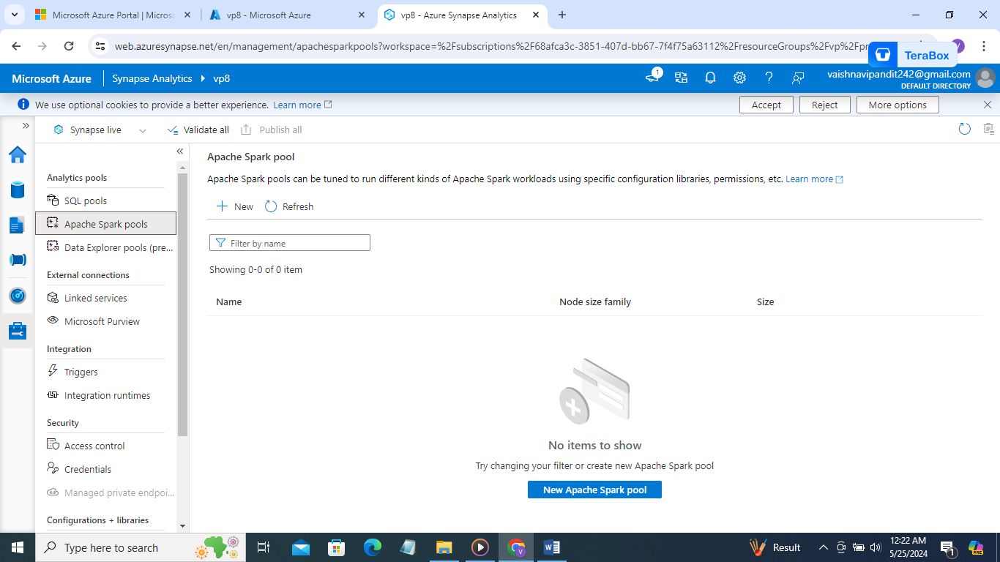 Microsoft Azure Portal | Microso
vp8 - Microsoft Azure
vp8 - Azure Synapse Analytics
web.azuresynapse.net/en/management/apachesparkpools?workspace=%2Fsubscriptions%2F68afca3c-3851-407d-bb67-7f4f75a63112%2FresourceGroups%2Fvp%2Fpr
TeraBox
Microsoft Azure
Synapse Analytics
vp8
1
vaishnavipandit242@gmail.com
DEFAULT DIRECTORY
We use optional cookies to provide a better experience. Learn more
Accept
Reject
More options
Synapse live
Validate all
Publish all
Analytics pools
SQL pools
Apache Spark pools
Data Explorer pools (pre...
External connections
Linked services
Microsoft Purview
Integration
Triggers
Integration runtimes
Security
Access control
Credentials
Managed private endpoi...
Configurations + libraries
Apache Spark pool
Apache Spark pools can be tuned to run different kinds of Apache Spark workloads using specific configuration libraries, permissions, etc. Learn more
New
Refresh
Filter by name
Showing 0-0 of 0 item
Name
Node size family
Size
No items to show
Try changing your filter or create new Apache Spark pool
New Apache Spark pool
Type here to search
Result
12:22 AM
5/25/2024
1
PRE